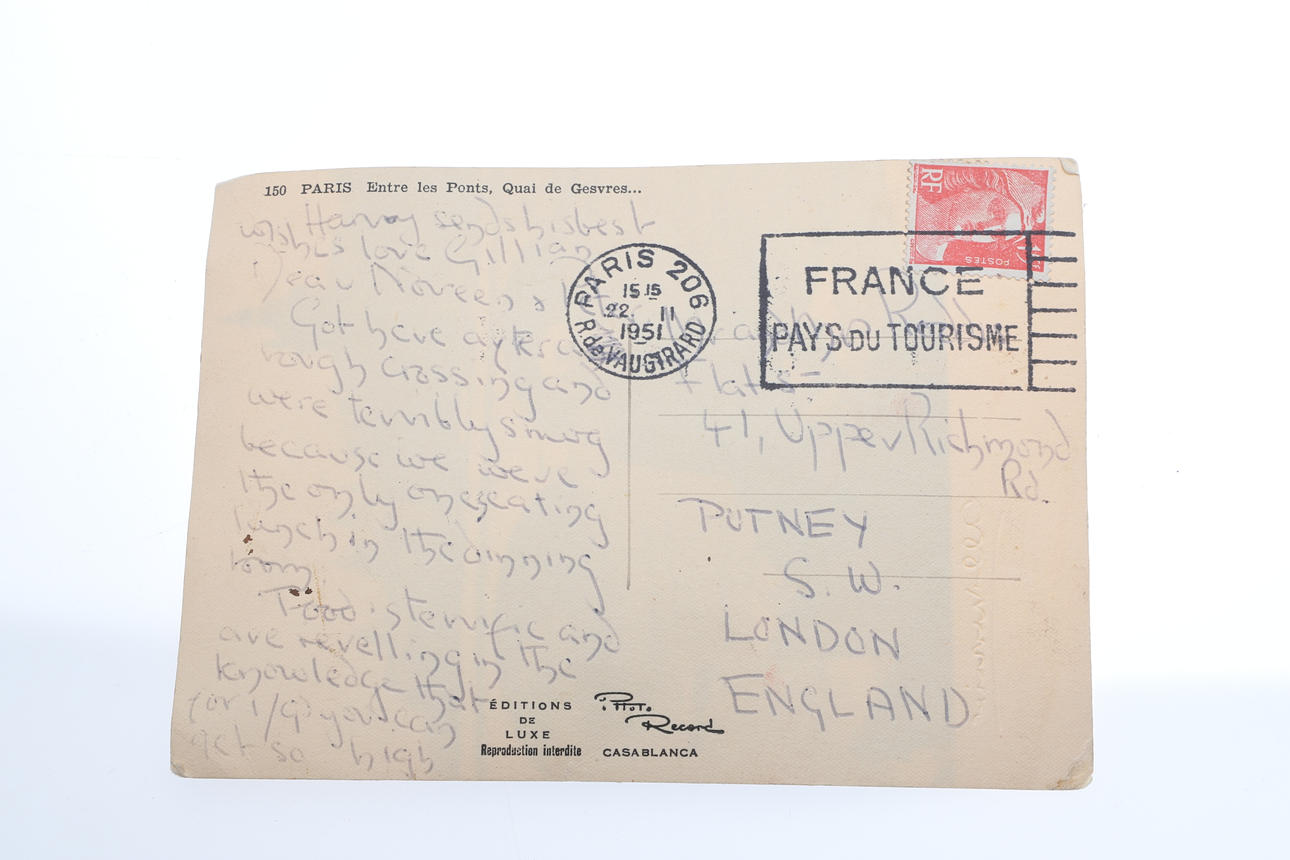 150 PARIS Entre les Ponts, Quai de Gesvres...
Harvey sends his best
wishes love Gillian
Dear Noreen &
Got here after a
rough crossing and
were terribly smug
because we were
the only ones eating
lunch in the dinning
room.
Food's terrific and
are revelling in the
knowledge that
for 1/9 you can
get so high
PARIS 206
15 15
22 11
1951
R. de VAUGIRARD
FRANCE
PAYS DU TOURISME
RF
POSTES
Flats
41, Upper Richmond
Rd.
PUTNEY
S. W.
LONDON
ENGLAND
ÉDITIONS
DE
LUXE
Reproduction interdite
Photo
Record
CASABLANCA